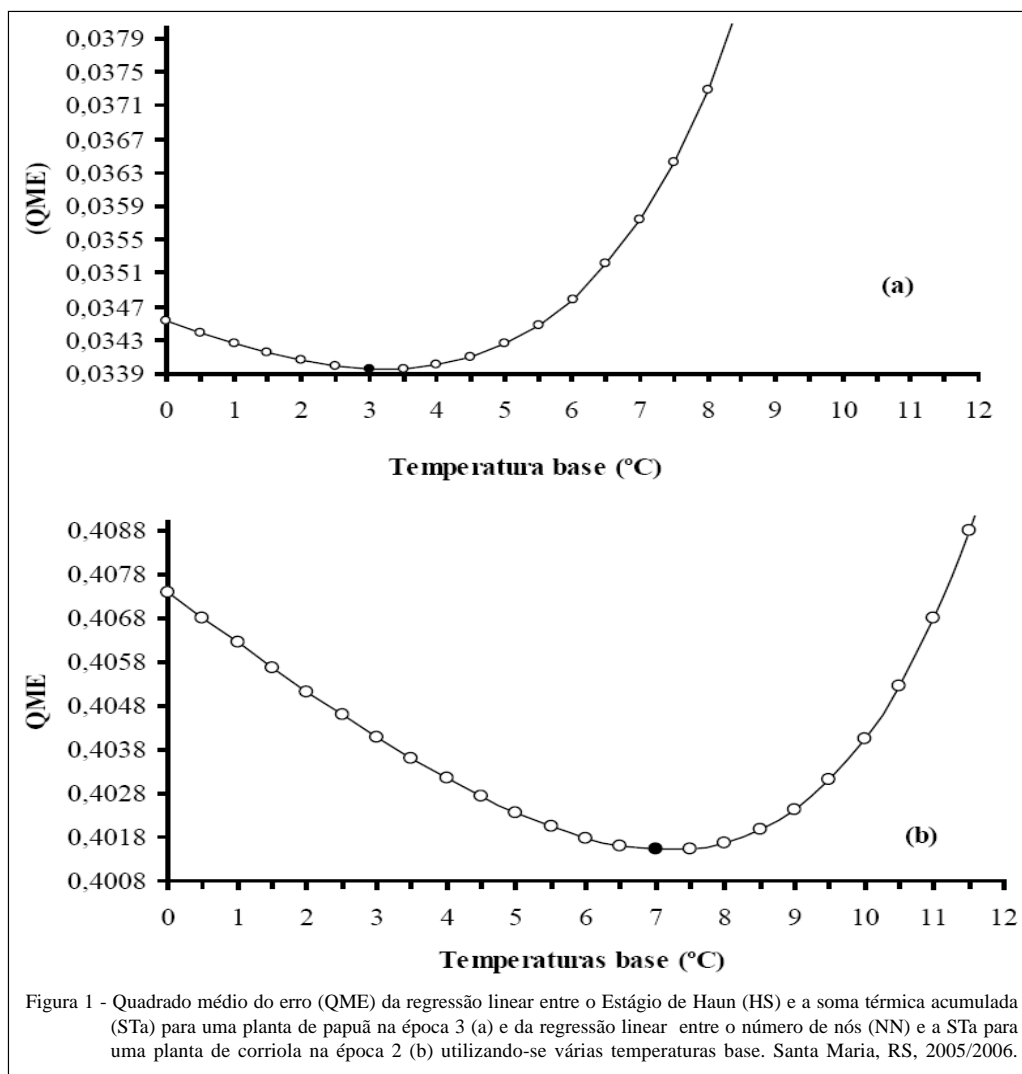 0,0379
0,0375
0,0371
0,0367
0,0363
0,0359
0,0355
0,0351
0,0347
0,0343
0,0339
(QME)
(a)
0 1 2 3 4 5 6 7 8 9 10 11 12
Temperatura base (ºC)
0,4088
0,4078
0,4068
0,4058
0,4048
0,4038
0,4028
0,4018
0,4008
QME
(b)
0 1 2 3 4 5 6 7 8 9 10 11 12
Temperaturas base (ºC)
Figura 1 - Quadrado médio do erro (QME) da regressão linear entre o Estágio de Haun (HS) e a soma térmica acumulada
(STa) para uma planta de papuã na época 3 (a) e da regressão linear entre o número de nós (NN) e a STa para
uma planta de corriola na época 2 (b) utilizando-se várias temperaturas base. Santa Maria, RS, 2005/2006.